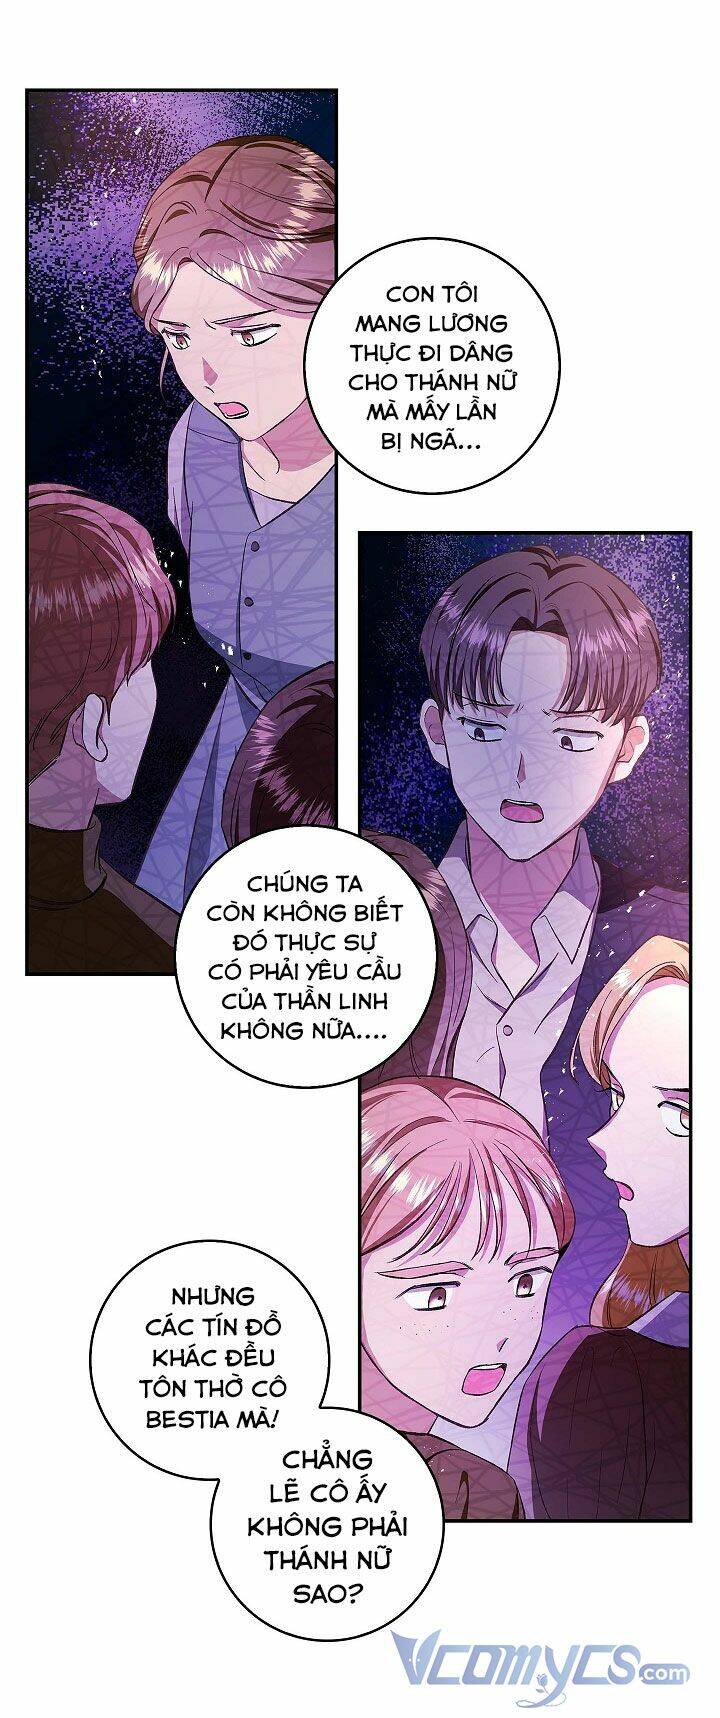 CON TÔI
MANG LƯƠNG
THỰC ĐI DÂNG
CHO THÁNH NỮ
MÀ MẤY LẦN
BỊ NGÃ...
CHÚNG TA
CÒN KHÔNG BIẾT
ĐÓ THỰC SỰ
CÓ PHẢI YÊU CẦU
CỦA THẦN LINH
KHÔNG NỮA....
NHƯNG
CÁC TÍN ĐỒ
KHÁC ĐỀU
TÔN THỜ CÔ
BESTIA MÀ!
CHẲNG
LẼ CÔ ẤY
KHÔNG PHẢI
THÁNH NỮ
SAO?
VCOMYCS.com